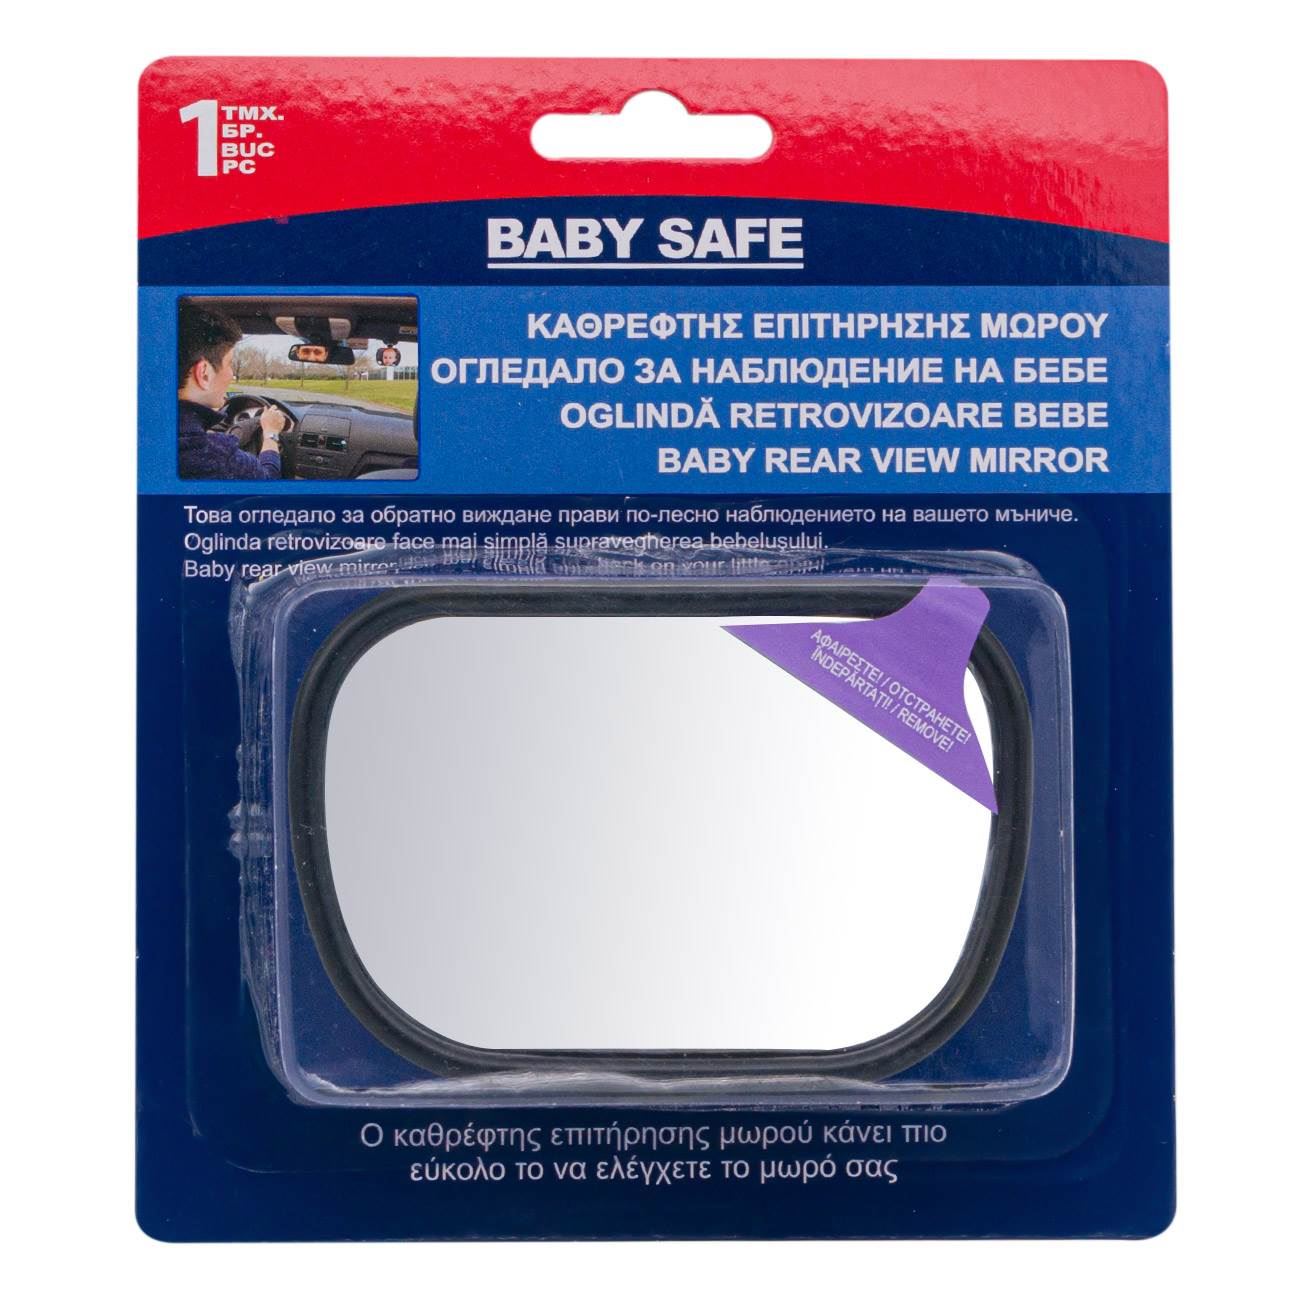 1 ΤΜΧ.
БР.
BUC
PC
BABY SAFE
ΚΑΘΡΕΦΤΗΣ ΕΠΙΤΗΡΗΣΗΣ ΜΩΡΟΥ
ОГЛЕДАЛО ЗА НАБЛЮДЕНИЕ НА БЕБЕ
OGLINDĂ RETROVIZOARE BEBE
BABY REAR VIEW MIRROR
Това огледало за обратно виждане прави по-лесно наблюдението на вашето мъниче.
Oglinda retrovizoare face mai simplă supravegherea bebelușului.
Baby rear view mirror
ΑΦΑΙΡΕΣΤΕ! / ОТСТРАНЕТЕ!
ÎNDEPĂRTAȚI! / REMOVE!
Ο καθρέφτης επιτήρησης μωρού κάνει πιο
εύκολο το να ελέγχετε το μωρό σας